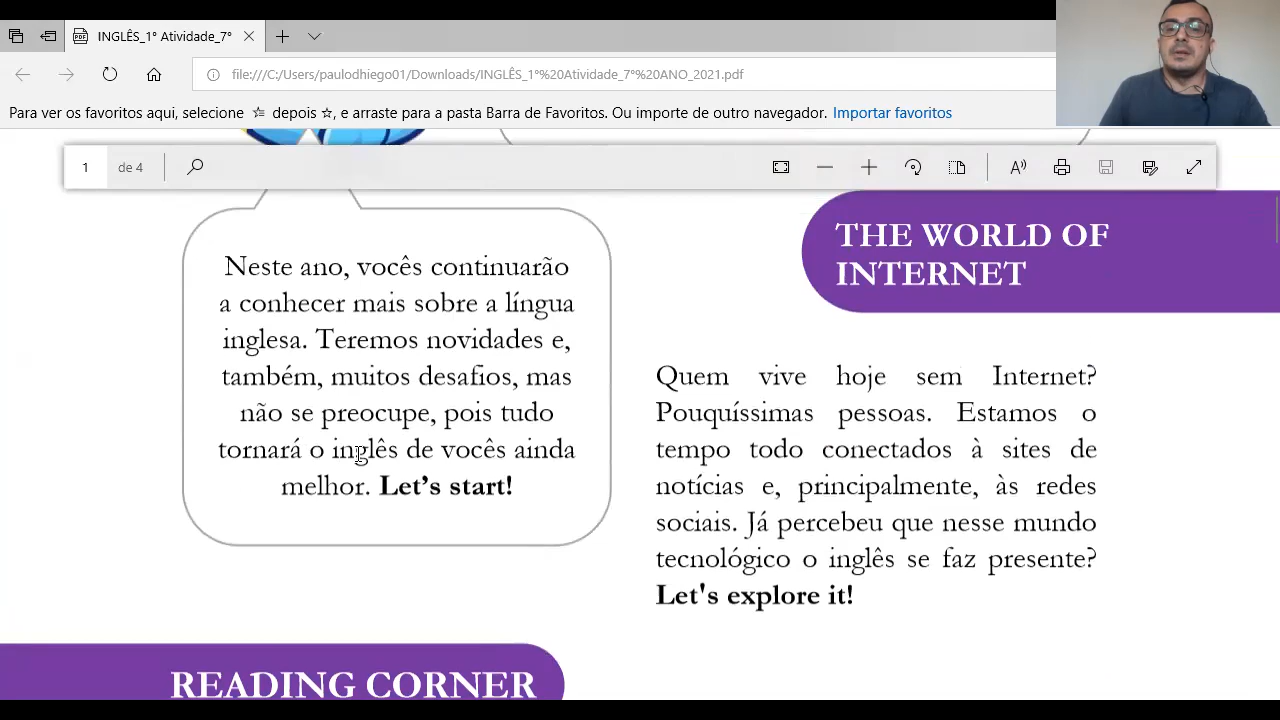 INGLÊS_1° Atividade_7°
file:///C:/Users/paulodhiego01/Downloads/INGLÊS_1°%20Atividade_7°%20ANO_2021.pdf
Para ver os favoritos aqui, selecione ☆ depois ☆, e arraste para a pasta Barra de Favoritos. Ou importe de outro navegador. Importar favoritos
1 de 4
Neste ano, vocês continuarão
a conhecer mais sobre a língua
inglesa. Teremos novidades e,
também, muitos desafios, mas
não se preocupe, pois tudo
tornará o inglês de vocês ainda
melhor. Let's start!
THE WORLD OF
INTERNET
Quem vive hoje sem Internet?
Pouquíssimas pessoas. Estamos o
tempo todo conectados à sites de
notícias e, principalmente, às redes
sociais. Já percebeu que nesse mundo
tecnológico o inglês se faz presente?
Let's explore it!
READING CORNER